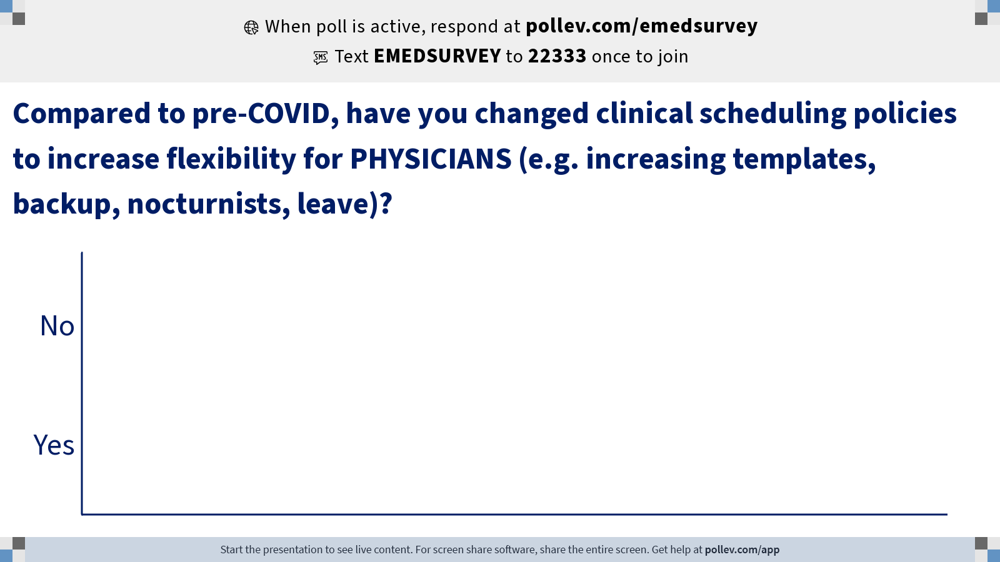 When poll is active, respond at pollev.com/emedsurvey
SMS Text EMEDSURVEY to 22333 once to join
Compared to pre-COVID, have you changed clinical scheduling policies
to increase flexibility for PHYSICIANS (e.g. increasing templates,
backup, nocturnists, leave)?
No
Yes
Start the presentation to see live content. For screen share software, share the entire screen. Get help at pollev.com/app